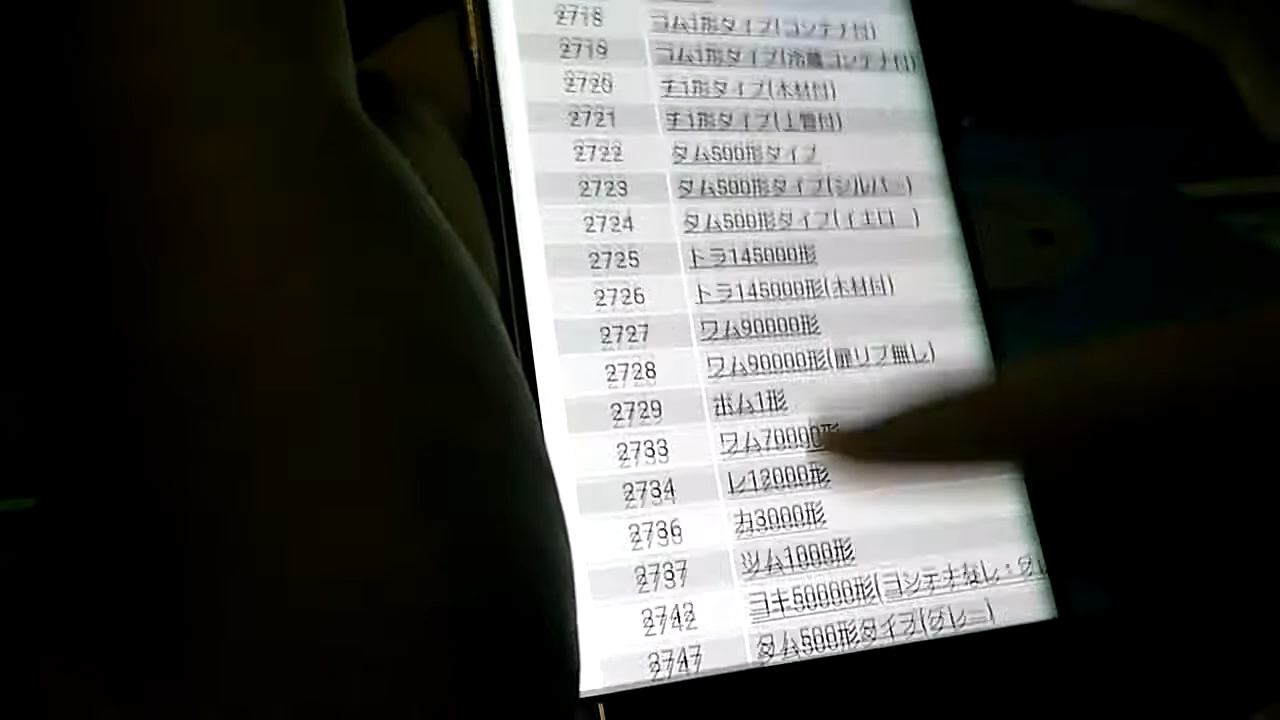 2718 コム1形タイプ(コンテナ付)
2719 コム1形タイプ(冷蔵コンテナ付)
2720 チ1形タイプ(木材付)
2721 チ1形タイプ(土管付)
2722 タム500形タイプ
2723 タム500形タイプ(シルバー)
2724 タム500形タイプ(イエロー)
2725 トラ145000形
2726 トラ145000形(木材付)
2727 ワム90000形
2728 ワム90000形(扉リブ無し)
2729 ポム1形
2733 ワム70000形
2734 レ12000形
2736 カ3000形
2737 ツム1000形
2742 コキ50000形(コンテナなし:グレ
2747 タム500形タイプ(グレー)